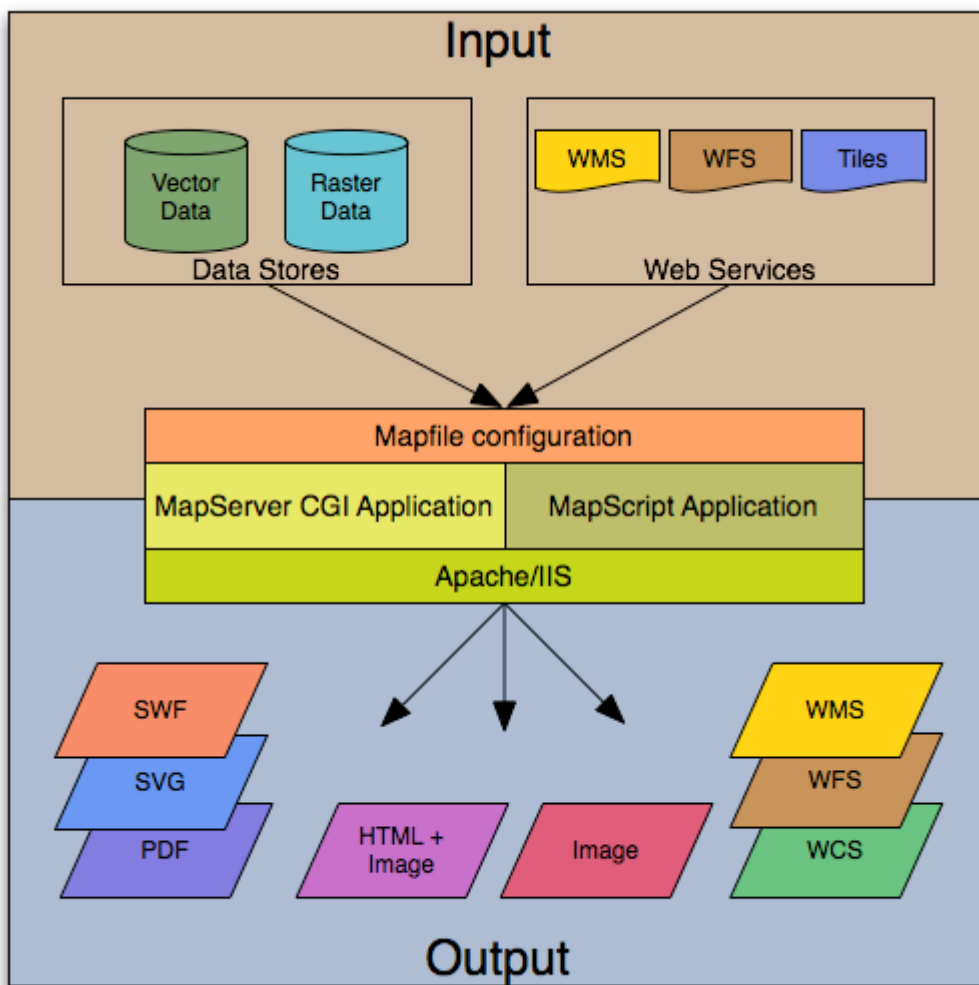 Input
WMS
WFS
Tiles
Vector
Data
Raster
Data
Data Stores
Web Services
Mapfile configuration
MapServer CGI Application
MapScript Application
Apache/IIS
SWF
SVG
PDF
HTML +
Image
Image
WMS
WFS
WCS
Output